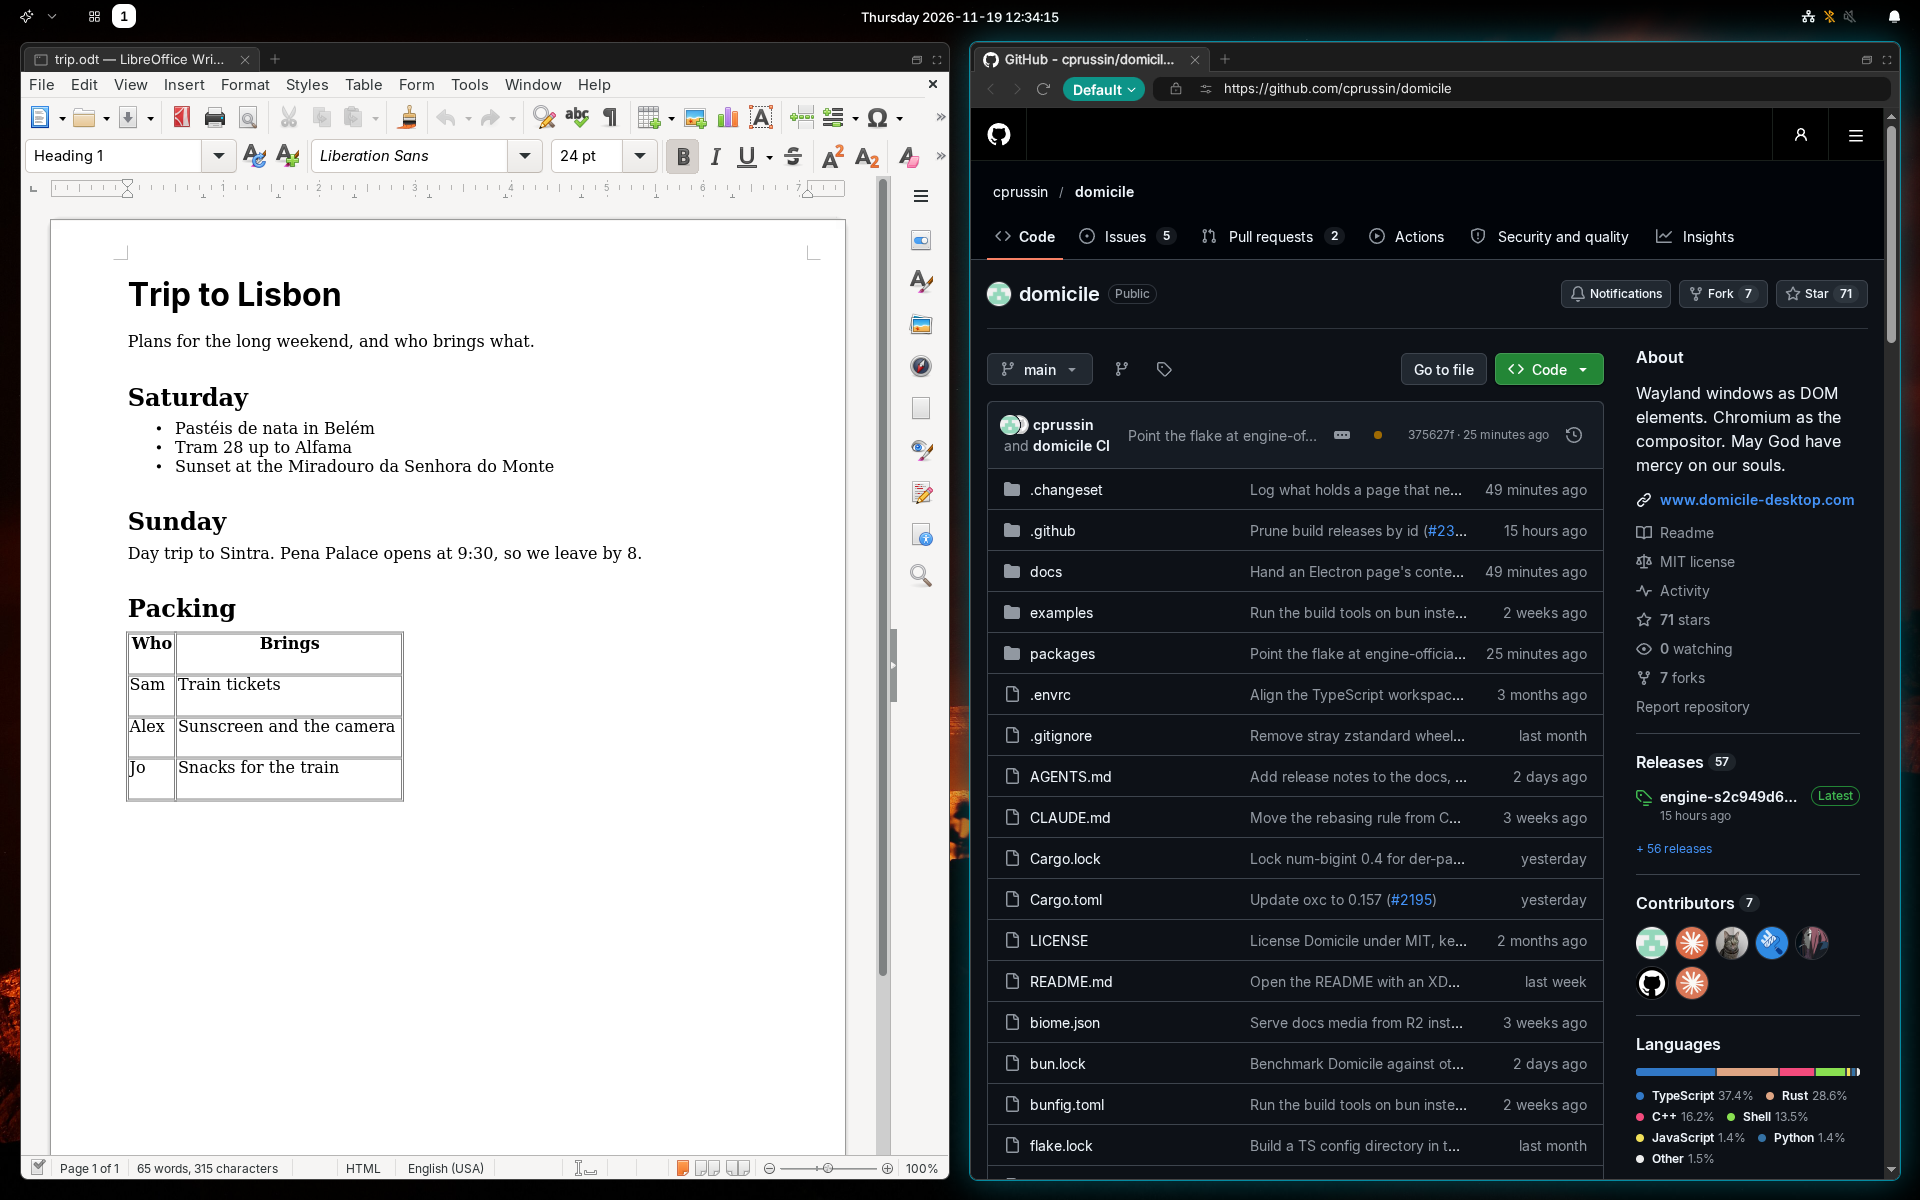 1
Thursday 2026-11-19 12:34:15
trip.odt — LibreOffice Wri...
File Edit View Insert Format Styles Table Form Tools Window Help
Heading 1
Liberation Sans
24 pt
1 2 3 4 5 6 7
Trip to Lisbon
Plans for the long weekend, and who brings what.
Saturday
• Pastéis de nata in Belém
• Tram 28 up to Alfama
• Sunset at the Miradouro da Senhora do Monte
Sunday
Day trip to Sintra. Pena Palace opens at 9:30, so we leave by 8.
Packing
Who Brings
Sam Train tickets
Alex Sunscreen and the camera
Jo Snacks for the train
Page 1 of 1 65 words, 315 characters HTML English (USA) 100%
GitHub - cprussin/domicil...
Default https://github.com/cprussin/domicile
cprussin / domicile
Code Issues 5 Pull requests 2 Actions Security and quality Insights
domicile Public Notifications Fork 7 Star 71
main Go to file Code
cprussin
and domicile CI Point the flake at engine-of... 375627f · 25 minutes ago
.changeset Log what holds a page that ne... 49 minutes ago
.github Prune build releases by id (#23... 15 hours ago
docs Hand an Electron page's conte... 49 minutes ago
examples Run the build tools on bun inste... 2 weeks ago
packages Point the flake at engine-officia... 25 minutes ago
.envrc Align the TypeScript workspac... 3 months ago
.gitignore Remove stray zstandard wheel... last month
AGENTS.md Add release notes to the docs, ... 2 days ago
CLAUDE.md Move the rebasing rule from C... 3 weeks ago
Cargo.lock Lock num-bigint 0.4 for der-pa... yesterday
Cargo.toml Update oxc to 0.157 (#2195) yesterday
LICENSE License Domicile under MIT, ke... 2 months ago
README.md Open the README with an XD... last week
biome.json Serve docs media from R2 inst... 3 weeks ago
bun.lock Benchmark Domicile against ot... 2 days ago
bunfig.toml Run the build tools on bun inste... 2 weeks ago
flake.lock Build a TS config directory in t... last month
About
Wayland windows as DOM
elements. Chromium as the
compositor. May God have
mercy on our souls.
www.domicile-desktop.com
Readme
MIT license
Activity
71 stars
0 watching
7 forks
Report repository
Releases 57
engine-s2c949d6... Latest
15 hours ago
+ 56 releases
Contributors 7
Languages
TypeScript 37.4% Rust 28.6%
C++ 16.2% Shell 13.5%
JavaScript 1.4% Python 1.4%
Other 1.5%